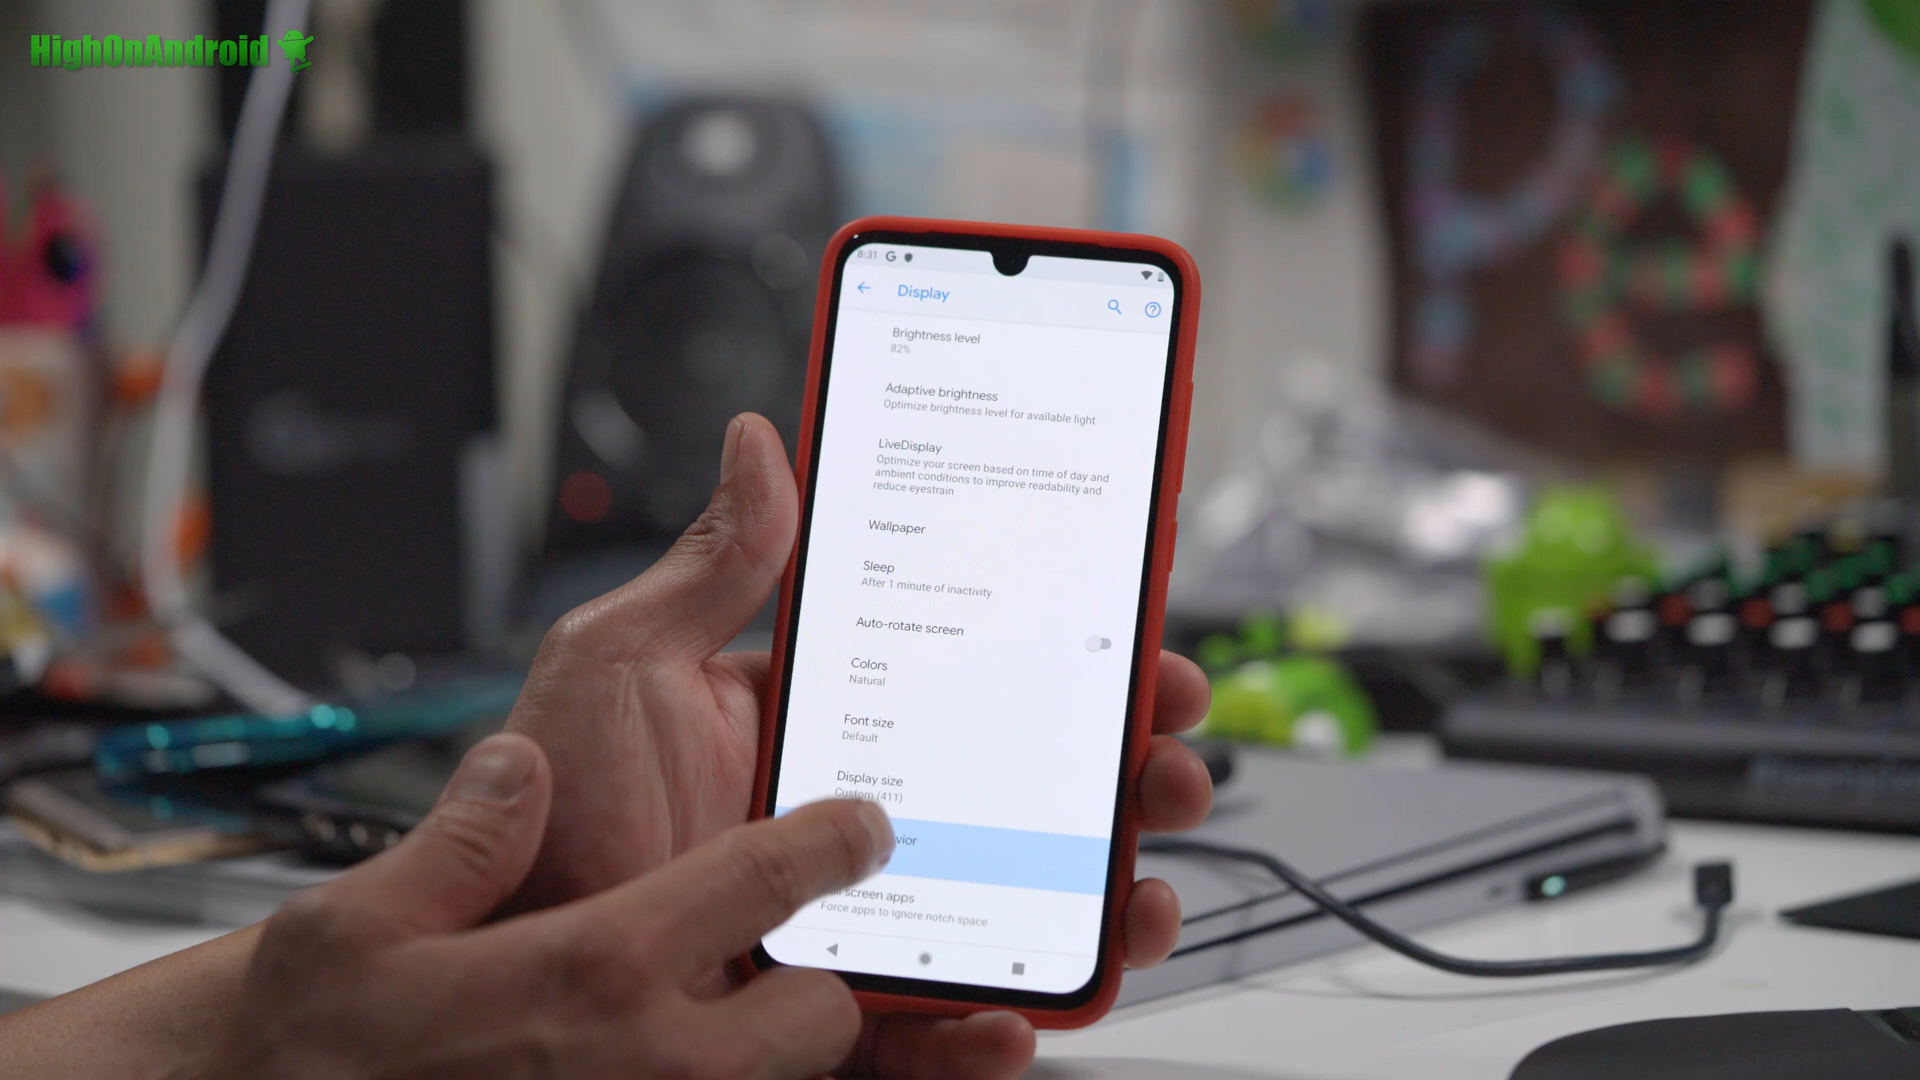 HighOnAndroid
8:31 G
Display
Brightness level
82%
Adaptive brightness
Optimize brightness level for available light
LiveDisplay
Optimize your screen based on time of day and
ambient conditions to improve readability and
reduce eyestrain
Wallpaper
Sleep
After 1 minute of inactivity
Auto-rotate screen
Colors
Natural
Font size
Default
Display size
Custom (411)
vior
screen apps
Force apps to ignore notch space